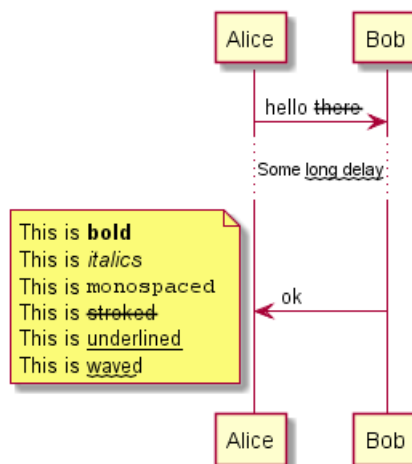 Alice Bob
hello there
Some long delay
This is bold
This is italics
This is monospaced
This is stroked
This is underlined
This is waved
ok
Alice Bob